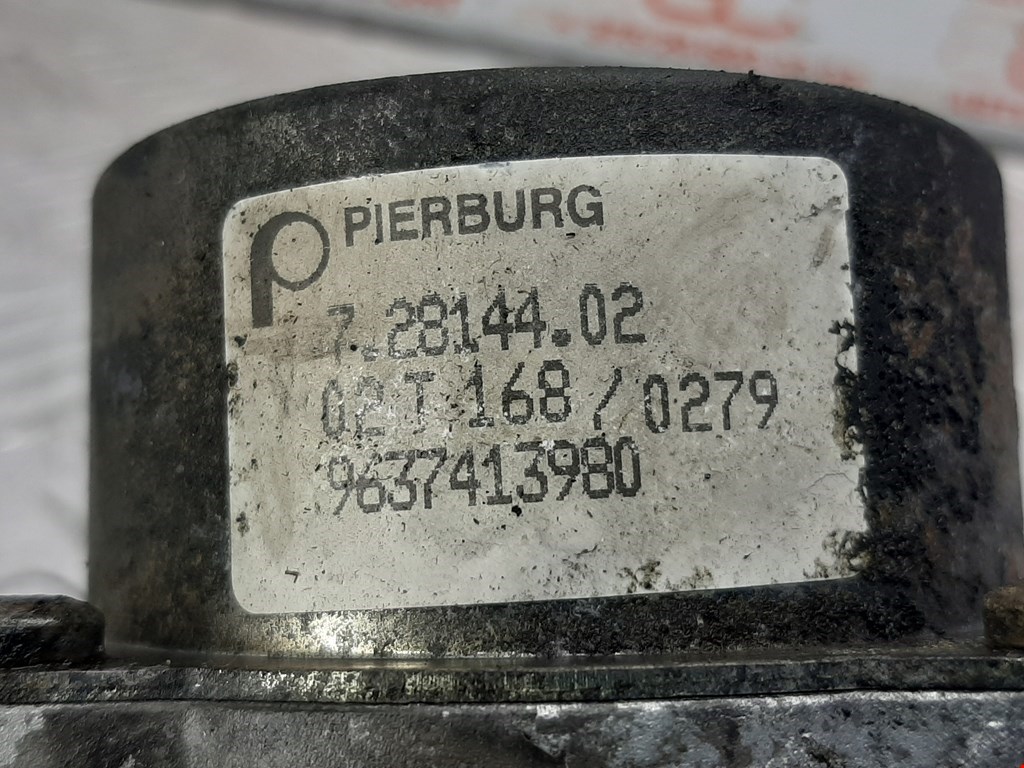 PIERBURG
7.28144.02
02 T 168 / 0279
9637413980